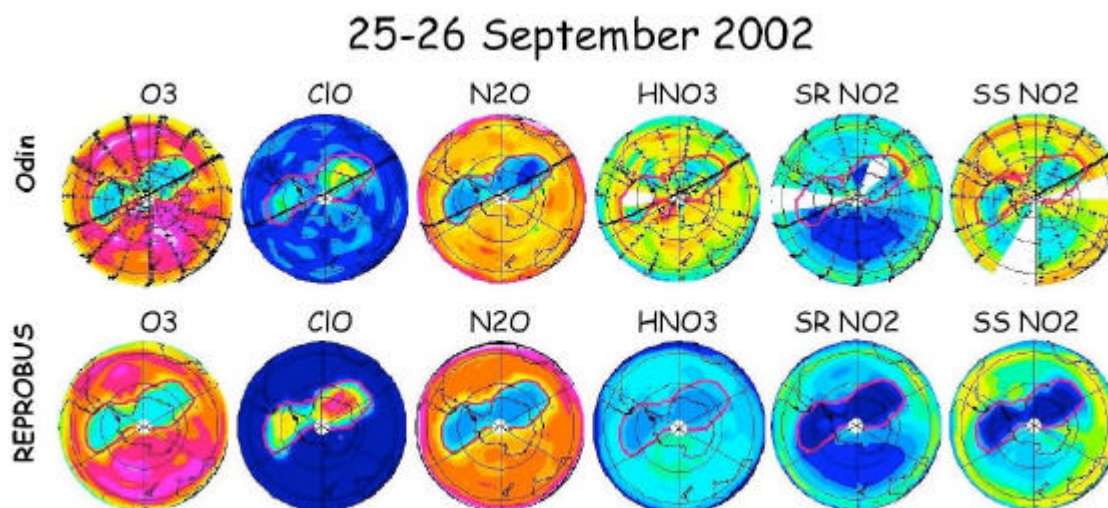 25-26 September 2002
O3 ClO N2O HNO3 SR NO2 SS NO2
Odin
O3 ClO N2O HNO3 SR NO2 SS NO2
REPROBUS